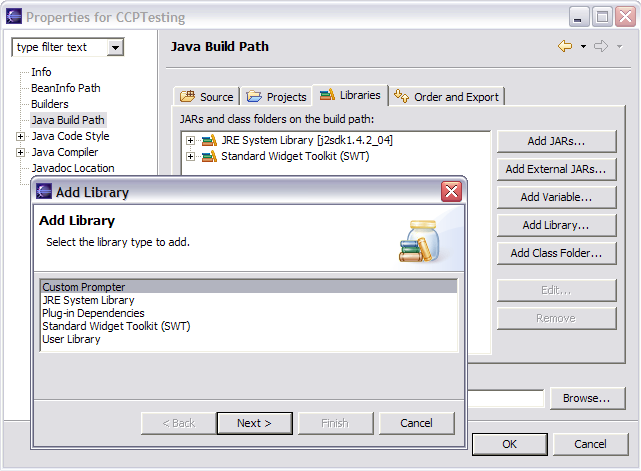 Properties for CCPTesting
type filter text
Java Build Path
Info
BeanInfo Path
Builders
Java Build Path
Java Code Style
Java Compiler
Javadoc Location
Source
Projects
Libraries
Order and Export
JARs and class folders on the build path:
JRE System Library [j2sdk1.4.2_04]
Standard Widget Toolkit (SWT)
Add JARs...
Add External JARs...
Add Variable...
Add Library...
Add Class Folder...
Edit...
Remove
Browse...
OK
Cancel
Add Library
Add Library
Select the library type to add.
Custom Prompter
JRE System Library
Plug-in Dependencies
Standard Widget Toolkit (SWT)
User Library
< Back
Next >
Finish
Cancel